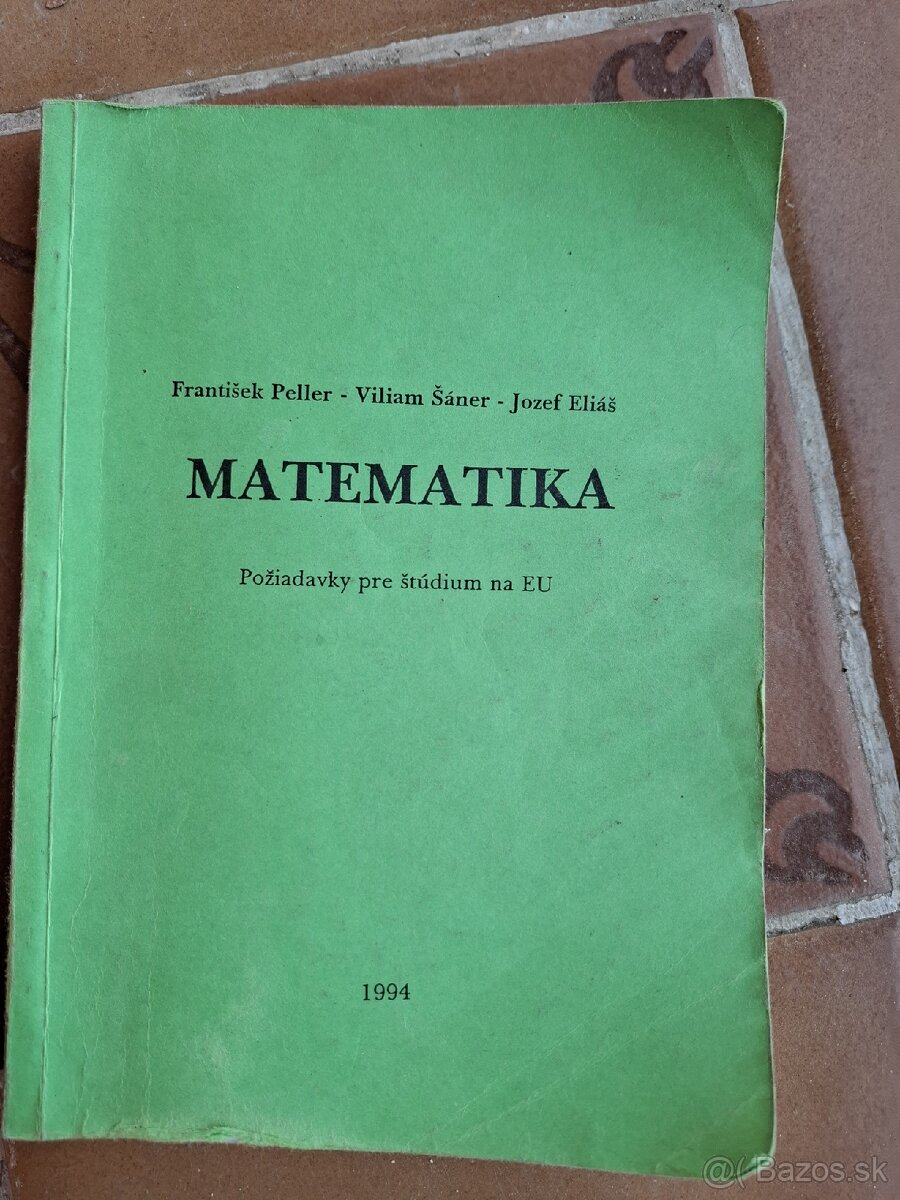 František Peller - Viliam Šáner - Jozef Eliáš
MATEMATIKA
Požiadavky pre štúdium na EU
1994
@( Bazos.sk